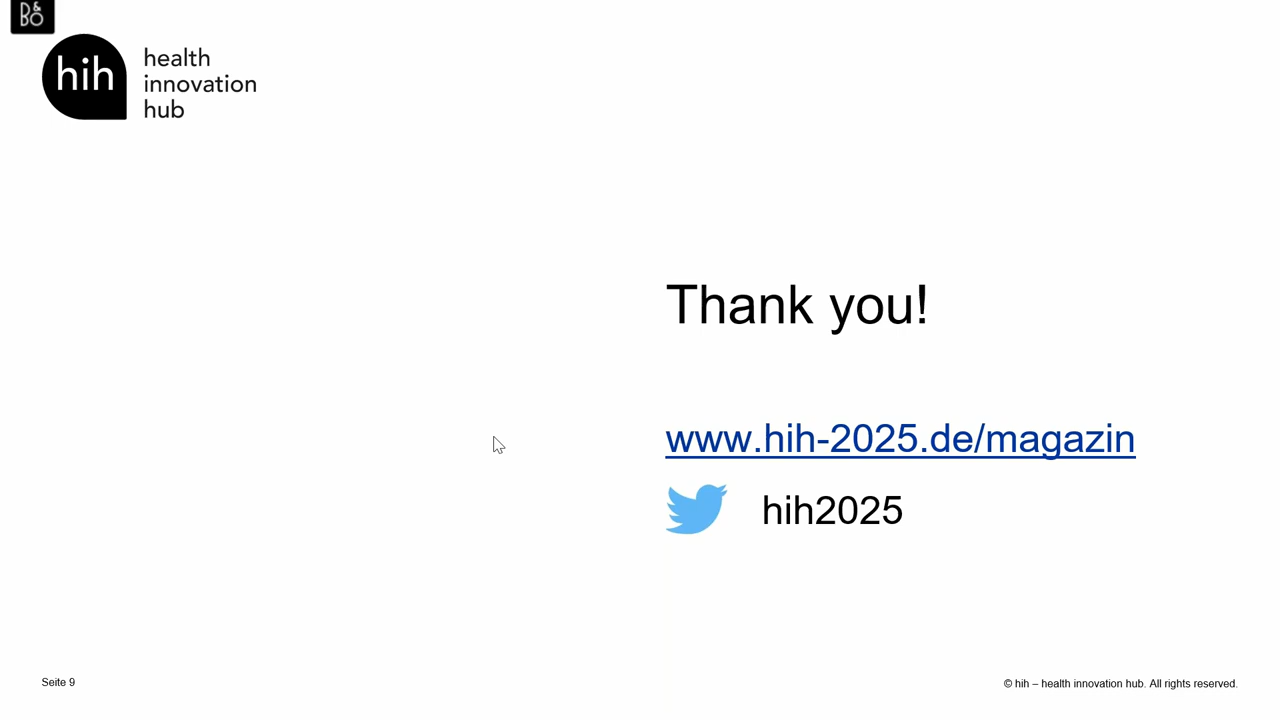 B&O
hih
health
innovation
hub
Thank you!
www.hih-2025.de/magazin
hih2025
Seite 9
© hih – health innovation hub. All rights reserved.